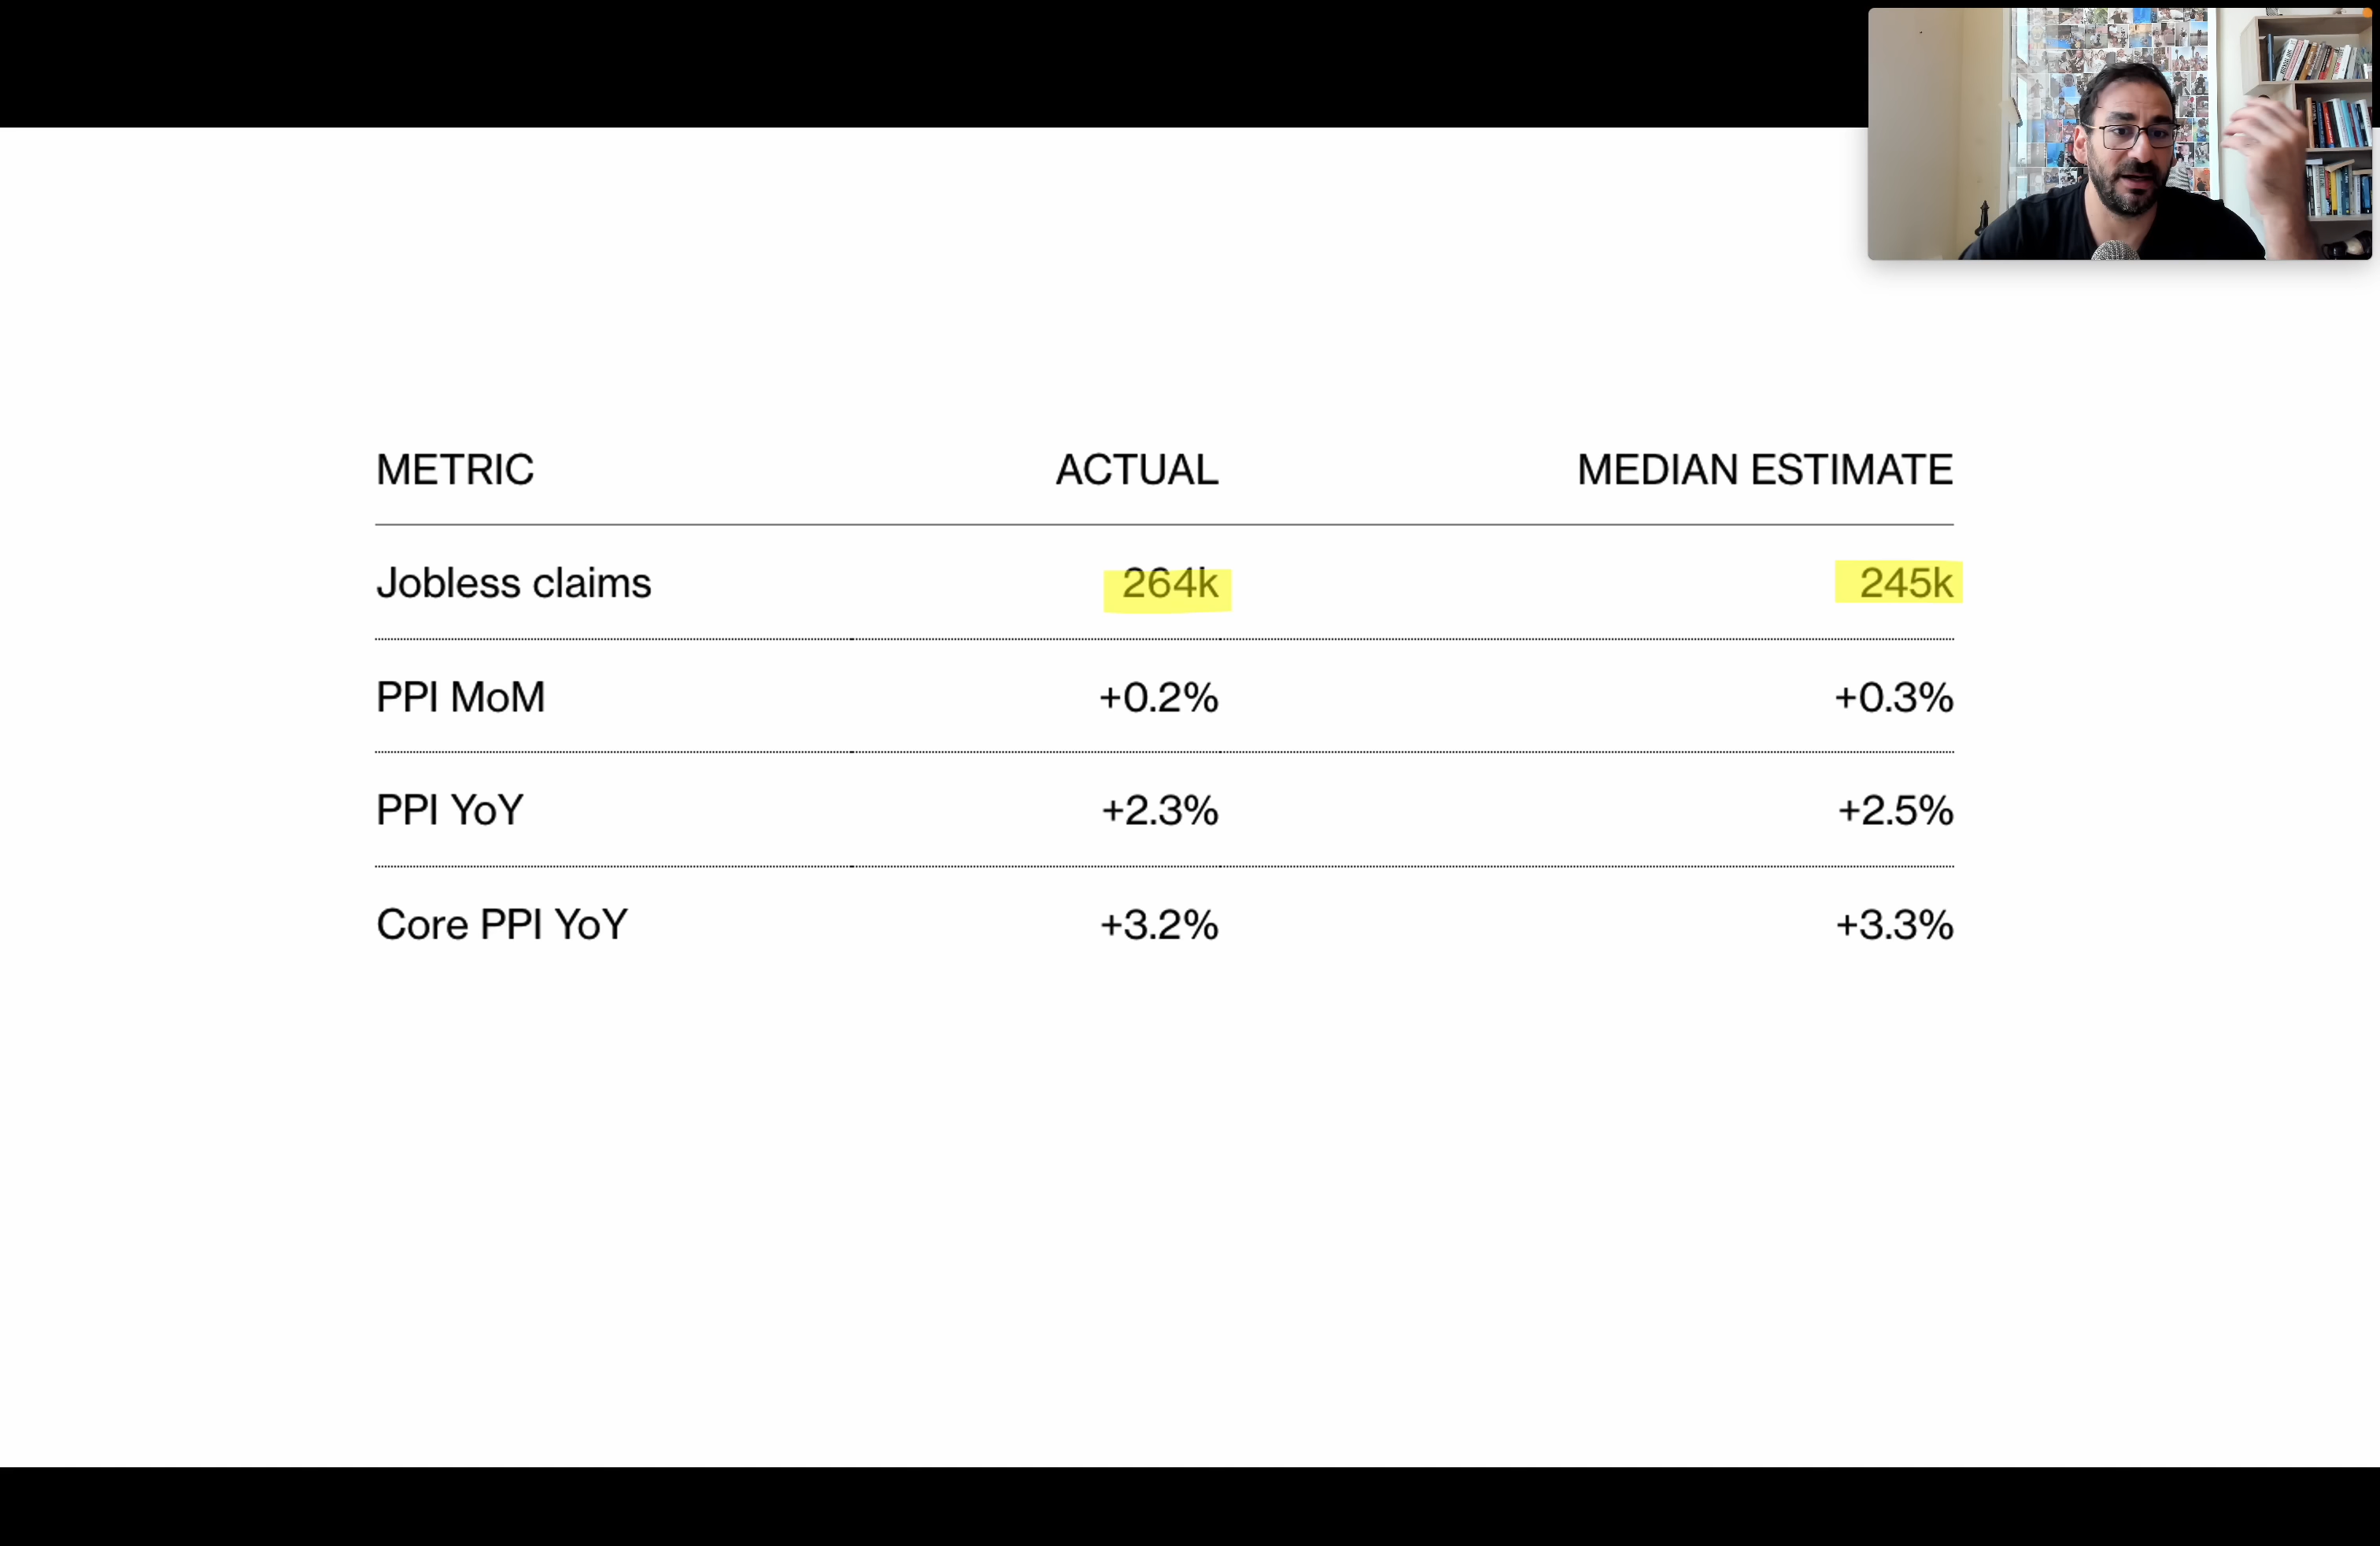 METRIC ACTUAL MEDIAN ESTIMATE
Jobless claims 264k 245k
PPI MoM +0.2% +0.3%
PPI YoY +2.3% +2.5%
Core PPI YoY +3.2% +3.3%